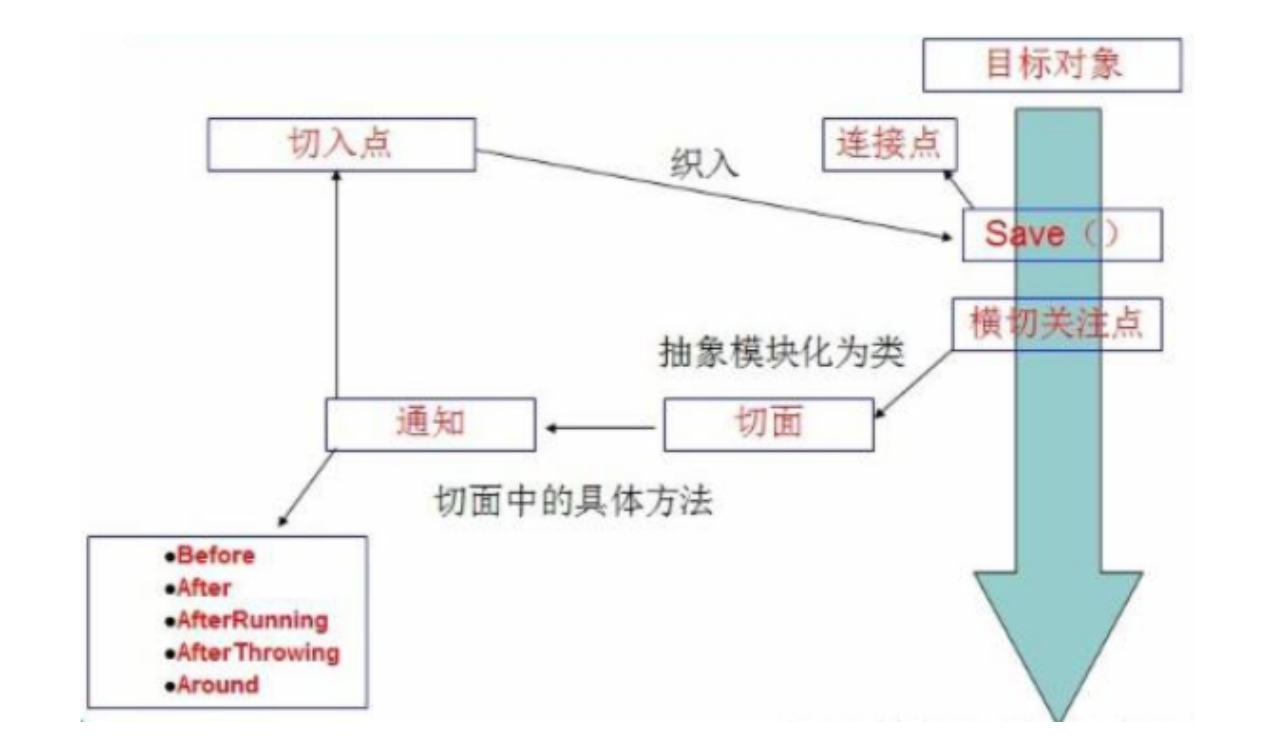 目标对象
切入点
织入
连接点
Save（）
横切关注点
抽象模块化为类
通知
切面
切面中的具体方法
●Before
●After
●AfterRunning
●AfterThrowing
●Around